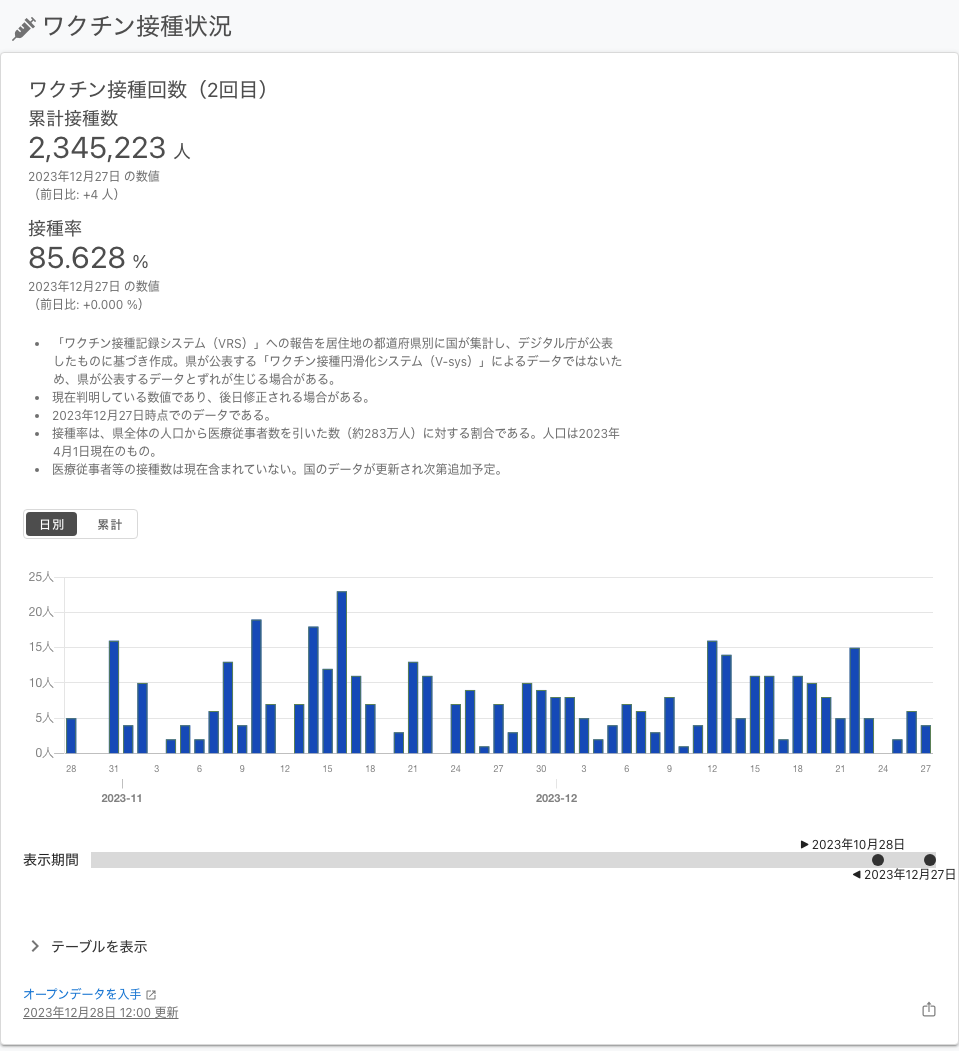 ワクチン接種状況
ワクチン接種回数（2回目）
累計接種数
2,345,223 人
2023年12月27日 の数値
（前日比: +4 人）
接種率
85.628 %
2023年12月27日 の数値
（前日比: +0.000 %）
• 「ワクチン接種記録システム（VRS）」への報告を居住地の都道府県別に国が集計し、デジタル庁が公表
したものに基づき作成。県が公表する「ワクチン接種円滑化システム（V-sys）」によるデータではないた
め、県が公表するデータとずれが生じる場合がある。
• 現在判明している数値であり、後日修正される場合がある。
• 2023年12月27日時点でのデータである。
• 接種率は、県全体の人口から医療従事者数を引いた数（約283万人）に対する割合である。人口は2023年
4月1日現在のもの。
• 医療従事者等の接種数は現在含まれていない。国のデータが更新され次第追加予定。
日別 累計
25人
20人
15人
10人
5人
0人
28 31 3 6 9 12 15 18 21 24 27 30 3 6 9 12 15 18 21 24 27
2023-11 2023-12
▶ 2023年10月28日
表示期間
◀ 2023年12月27日
テーブルを表示
オープンデータを入手
2023年12月28日 12:00 更新